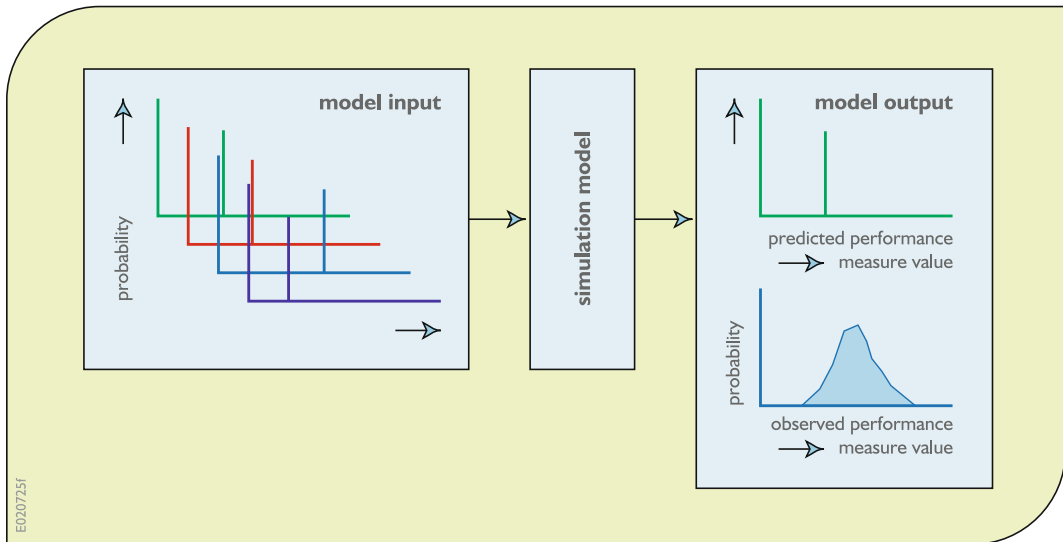 model input
probability
simulation model
model output
predicted performance
measure value
probability
observed performance
measure value
E020725f